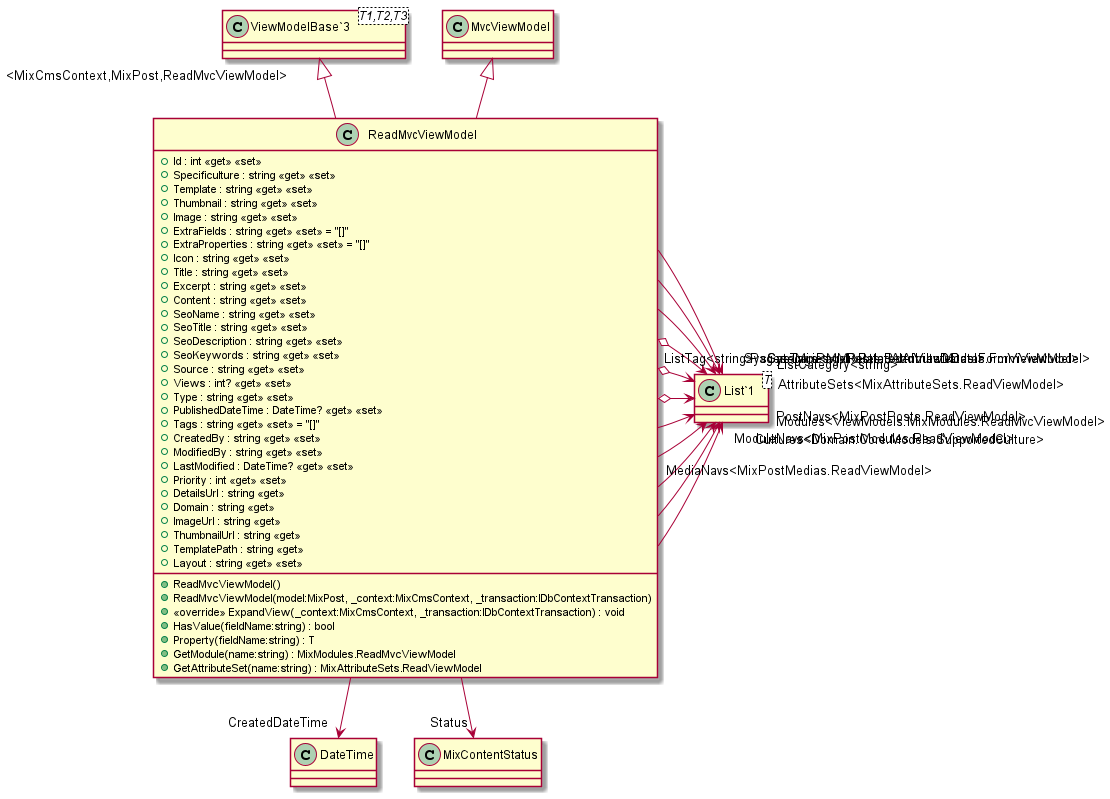 C ViewModelBase`3 T1,T2,T3
C MvcViewModel
<MixCmsContext,MixPost,ReadMvcViewModel>
C ReadMvcViewModel
Id : int «get» «set»
Specificulture : string «get» «set»
Template : string «get» «set»
Thumbnail : string «get» «set»
Image : string «get» «set»
ExtraFields : string «get» «set» = "[]"
ExtraProperties : string «get» «set» = "[]"
Icon : string «get» «set»
Title : string «get» «set»
Excerpt : string «get» «set»
Content : string «get» «set»
SeoName : string «get» «set»
SeoTitle : string «get» «set»
SeoDescription : string «get» «set»
SeoKeywords : string «get» «set»
Source : string «get» «set»
Views : int? «get» «set»
Type : string «get» «set»
PublishedDateTime : DateTime? «get» «set»
Tags : string «get» «set» = "[]"
CreatedBy : string «get» «set»
ModifiedBy : string «get» «set»
LastModified : DateTime? «get» «set»
Priority : int «get» «set»
DetailsUrl : string «get»
Domain : string «get»
ImageUrl : string «get»
ThumbnailUrl : string «get»
TemplatePath : string «get»
Layout : string «get» «set»
ReadMvcViewModel()
ReadMvcViewModel(model:MixPost, _context:MixCmsContext, _transaction:IDbContextTransaction)
«override» ExpandView(_context:MixCmsContext, _transaction:IDbContextTransaction) : void
HasValue(fieldName:string) : bool
Property(fieldName:string) : T
GetModule(name:string) : MixModules.ReadMvcViewModel
GetAttributeSet(name:string) : MixAttributeSets.ReadViewModel
ListTag<string>
ListCategory<string>
C List`1 T
AttributeSets<MixAttributeSets.ReadViewModel>
PostNavs<MixPostPosts.ReadViewModel>
Modules<ViewModels.MixModules.ReadMvcViewModel>
ModuleNavs<MixPostModules.ReadViewModel>
Cultures<Domain.Core.Models.SupportedCulture>
MediaNavs<MixPostMedias.ReadViewModel>
CreatedDateTime
Status
C DateTime
C MixContentStatus